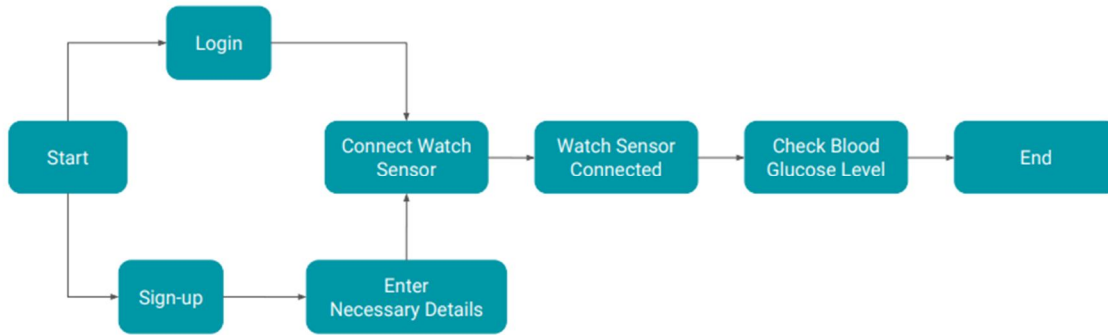 Login
Start
Connect Watch
Sensor
Watch Sensor
Connected
Check Blood
Glucose Level
End
Sign-up
Enter
Necessary Details